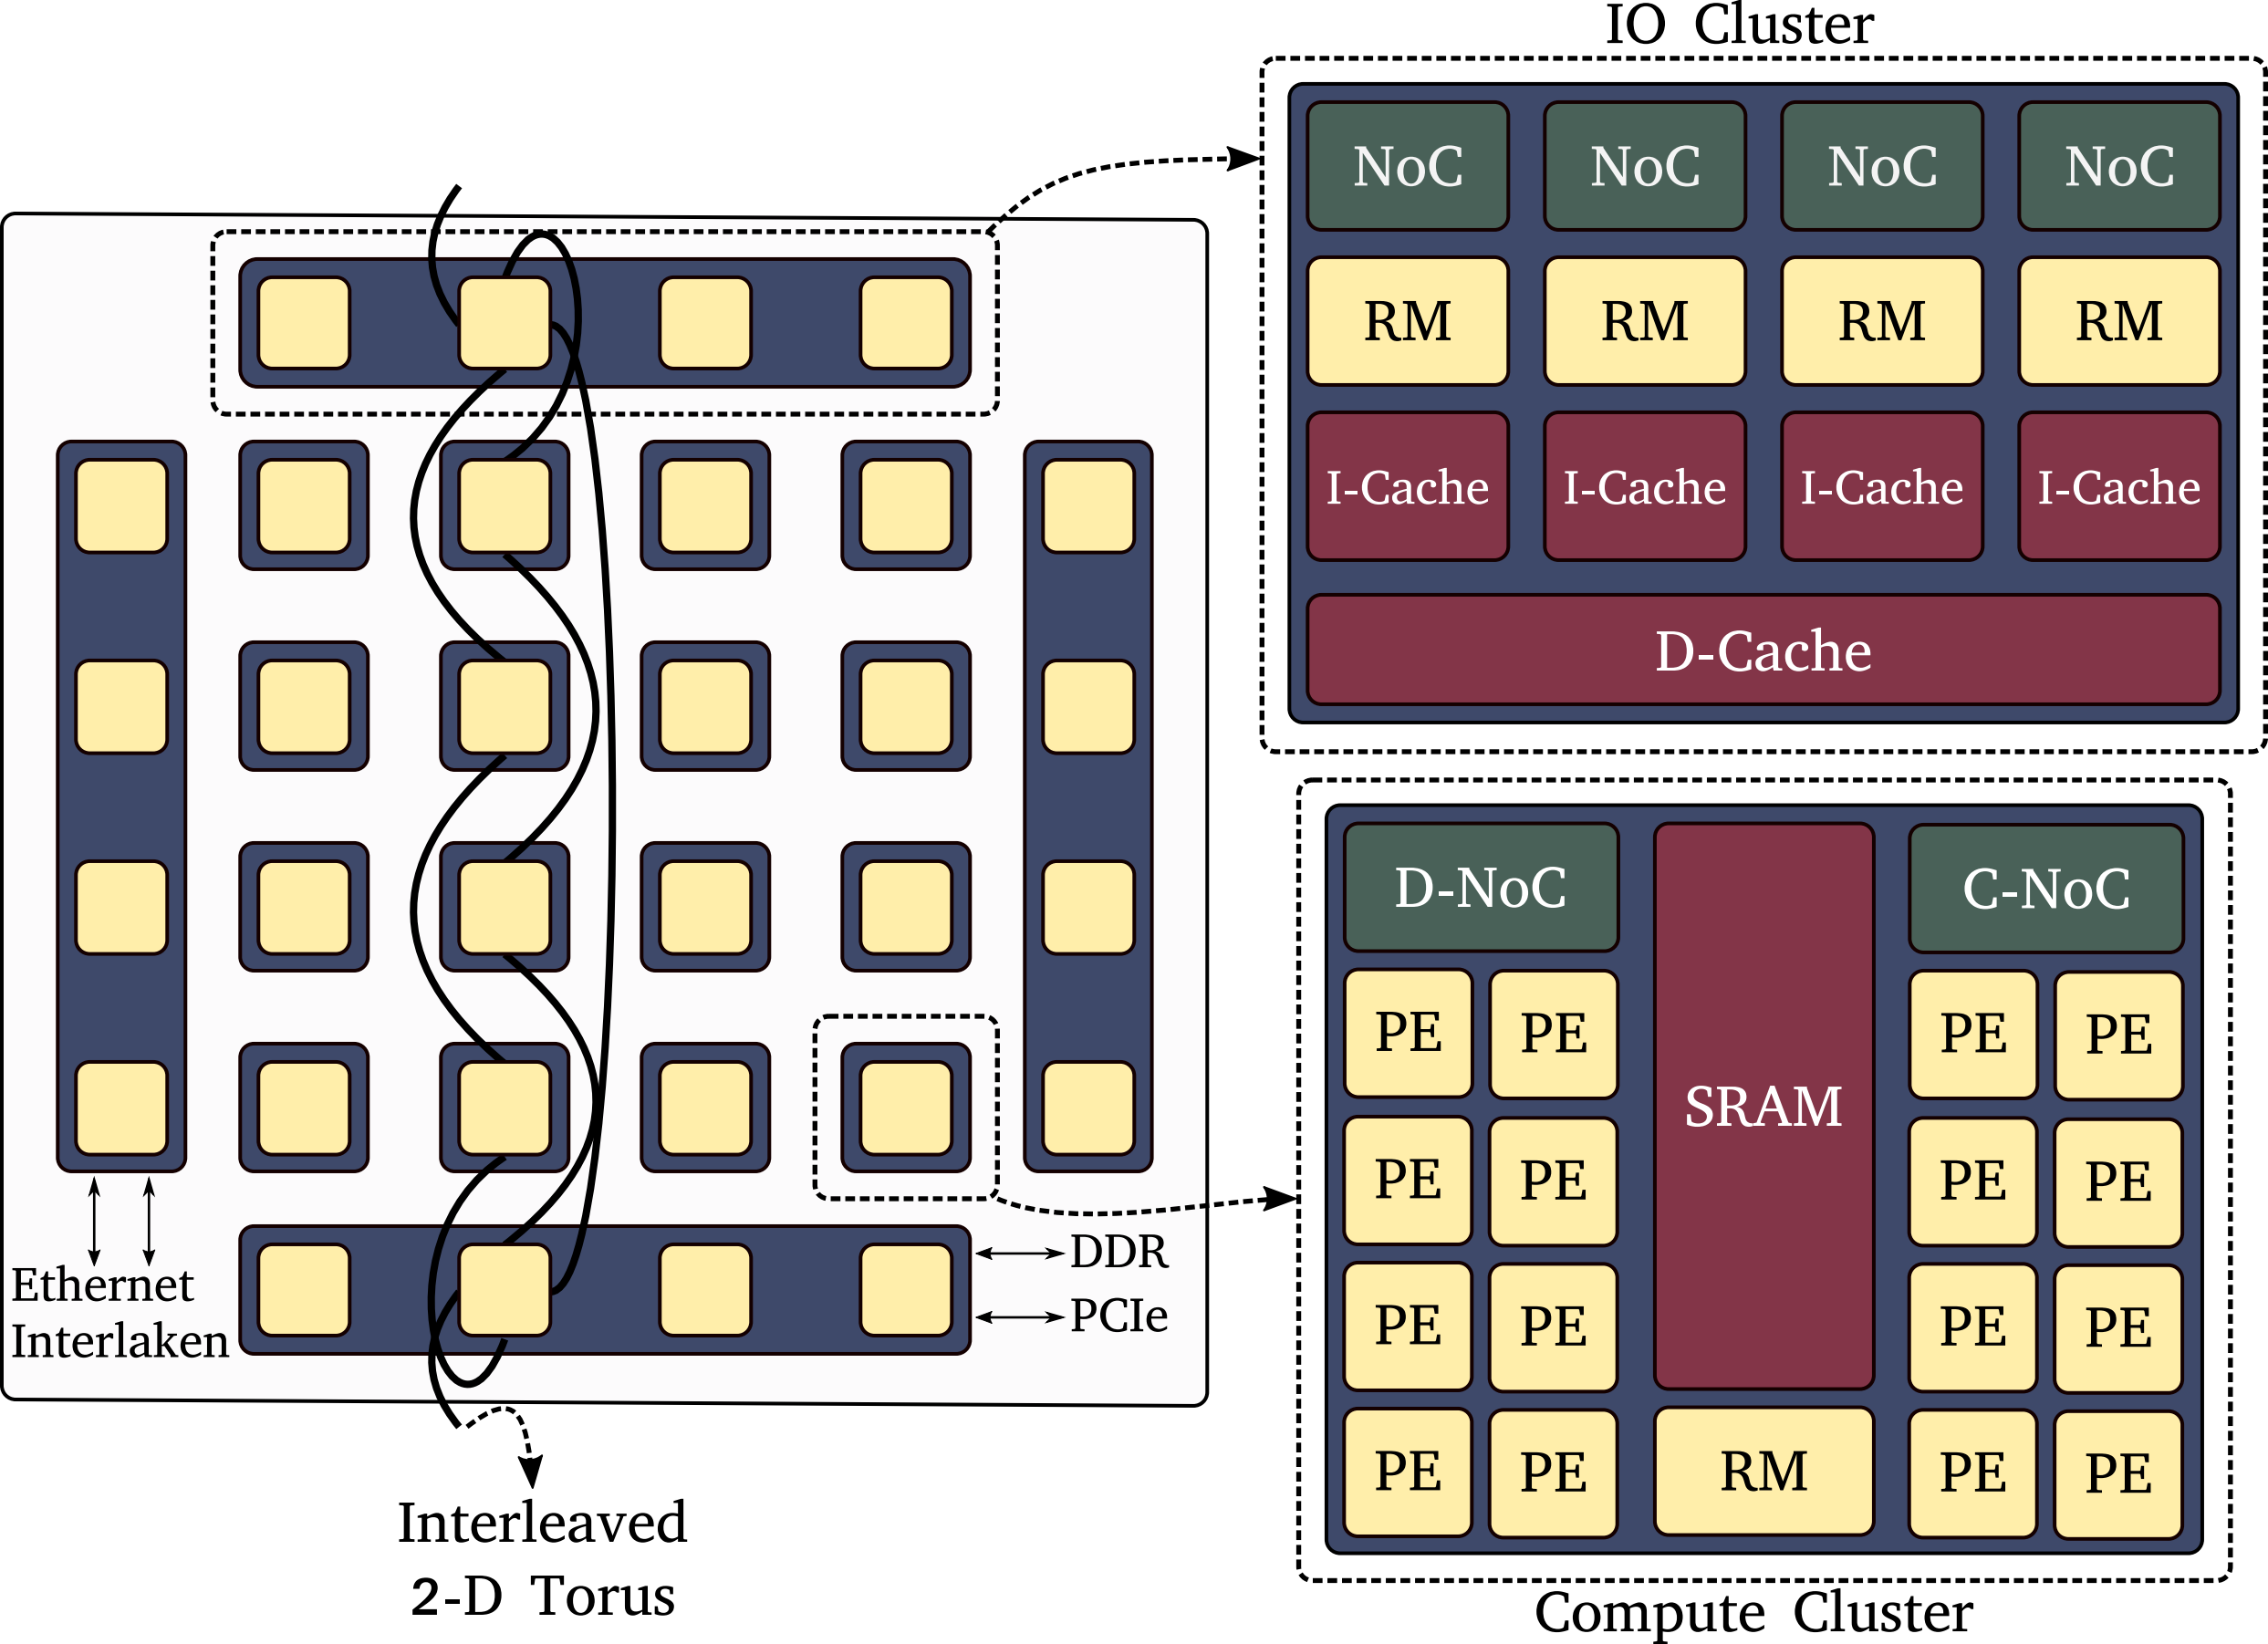 IO Cluster
NoC NoC NoC NoC
RM RM RM RM
I-Cache I-Cache I-Cache I-Cache
D-Cache
D-NoC SRAM C-NoC
PE PE PE PE
PE PE PE PE
PE PE PE PE
PE PE RM PE PE
Compute Cluster
Ethernet
Interlaken
DDR
PCIe
Interleaved
2-D Torus